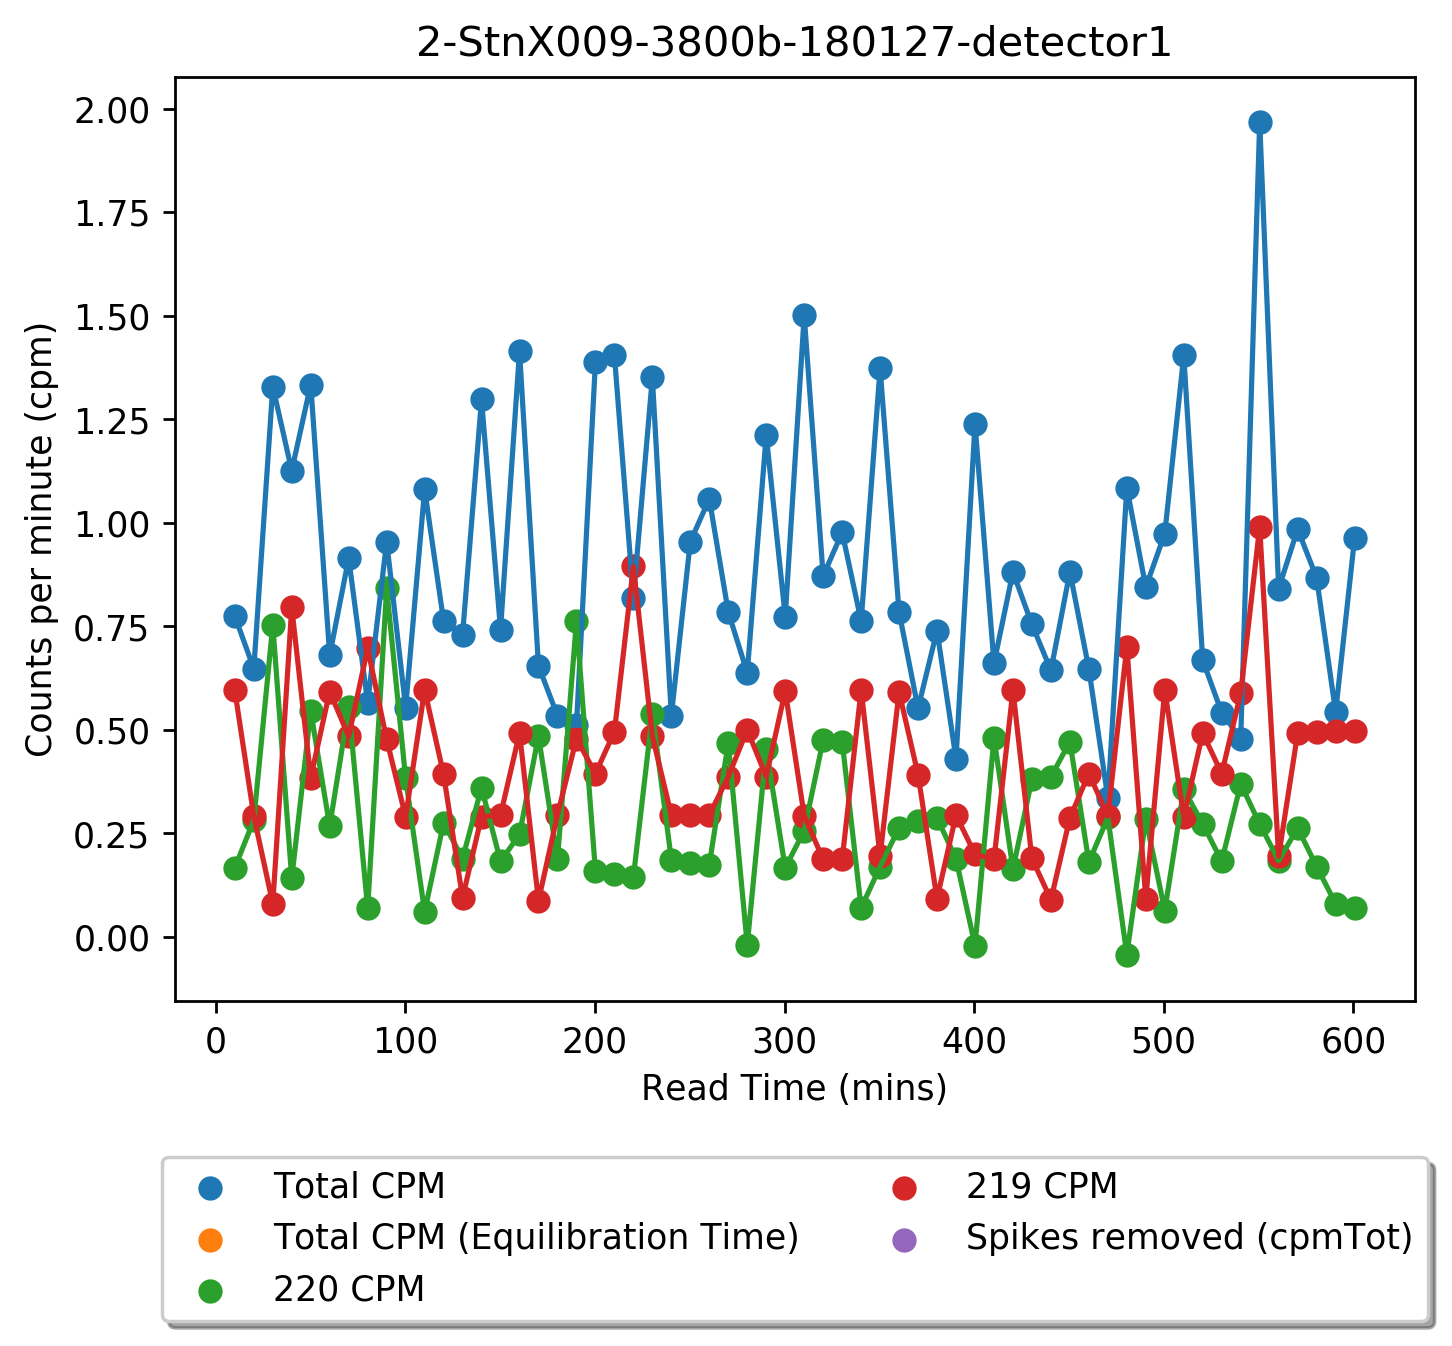 2-StnX009-3800b-180127-detector1
2.00
1.75
1.50
1.25
1.00
0.75
0.50
0.25
0.00
Counts per minute (cpm)
0 100 200 300 400 500 600
Read Time (mins)
Total CPM
Total CPM (Equilibration Time)
220 CPM
219 CPM
Spikes removed (cpmTot)